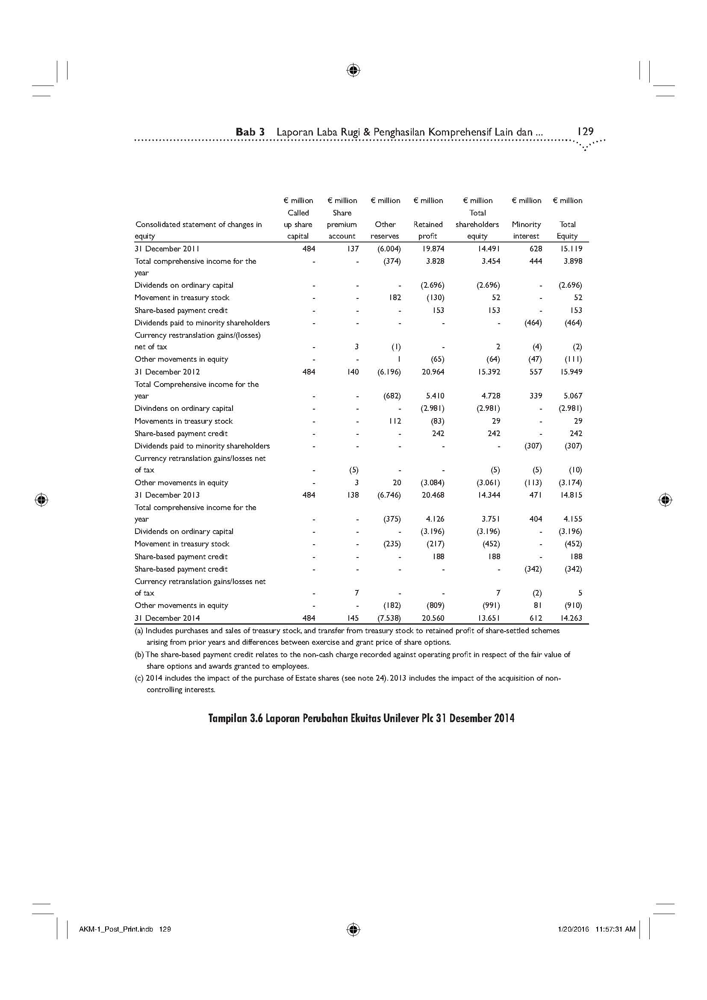 Bab 3 Laporan Laba Rugi & Penghasilan Komprehensif Lain dan ... 129
€ million € million € million € million € million € million € million
Called Share Total
Consolidated statement of changes in up share premium Other Retained shareholders Minority Total
equity capital account reserves profit equity interest Equity
31 December 2011 484 137 (6.004) 19.874 14.491 628 15.119
Total comprehensive income for the - - (374) 3.828 3.454 444 3.898
year
Dividends on ordinary capital - - - (2.696) (2.696) - (2.696)
Movement in treasury stock - - 182 (130) 52 - 52
Share-based payment credit - - - 153 153 - 153
Dividends paid to minority shareholders - - - - - (464) (464)
Currency restranslation gains/(losses)
net of tax - 3 (1) - 2 (4) (2)
Other movements in equity - - 1 (65) (64) (47) (111)
31 December 2012 484 140 (6.196) 20.964 15.392 557 15.949
Total Comprehensive income for the
year - - (682) 5.410 4.728 339 5.067
Divindens on ordinary capital - - - (2.981) (2.981) - (2.981)
Movements in treasury stock - - 112 (83) 29 - 29
Share-based payment credit - - - 242 242 - 242
Dividends paid to minority shareholders - - - - - (307) (307)
Currency retranslation gains/losses net
of tax - (5) - - (5) (5) (10)
Other movements in equity - 3 20 (3.084) (3.061) (113) (3.174)
31 December 2013 484 138 (6.746) 20.468 14.344 471 14.815
Total comprehensive income for the
year - - (375) 4.126 3.751 404 4.155
Dividends on ordinary capital - - - (3.196) (3.196) - (3.196)
Movement in treasury stock - - (235) (217) (452) - (452)
Share-based payment credit - - - 188 188 - 188
Share-based payment credit - - - - - (342) (342)
Currency retranslation gains/losses net
of tax - 7 - - 7 (2) 5
Other movements in equity - - (182) (809) (991) 81 (910)
31 December 2014 484 145 (7.538) 20.560 13.651 612 14.263
(a) Includes purchases and sales of treasury stock, and transfer from treasury stock to retained profit of share-settled schemes
arising from prior years and differences between exercise and grant price of share options.
(b) The share-based payment credit relates to the non-cash charge recorded against operating profit in respect of the fair value of
share options and awards granted to employees.
(c) 2014 includes the impact of the purchase of Estate shares (see note 24). 2013 includes the impact of the acquisition of non-
controlling interests.
Tampilan 3.6 Laporan Perubahan Ekuitas Unilever Plc 31 Desember 2014
AKM-1_Post_Print.indb 129 1/20/2016 11:57:31 AM